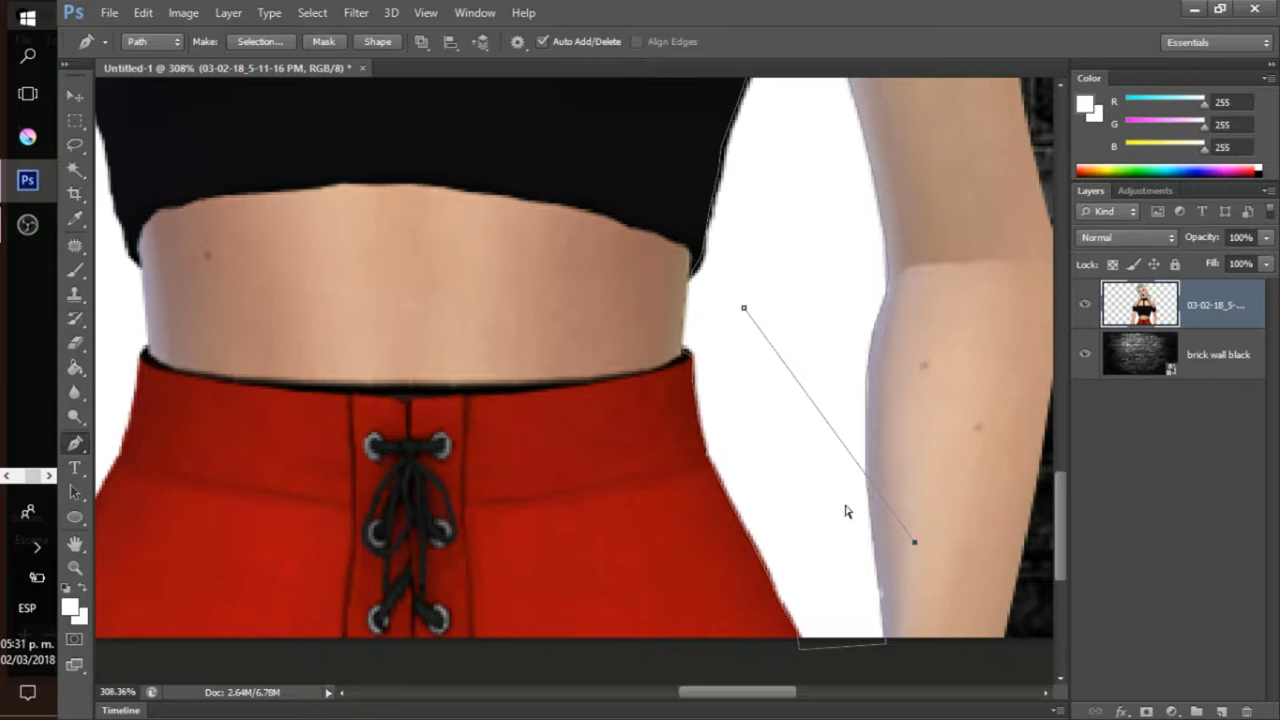 Ps File Edit Image Layer Type Select Filter 3D View Window Help
Path Make: Selection... Mask Shape Auto Add/Delete Align Edges Essentials
Untitled-1 @ 308% (03-02-18_5-11-16 PM, RGB/8) * ×
Color
R 255
G 255
B 255
Layers Adjustments
Kind
Normal Opacity: 100%
Lock: Fill: 100%
03-02-18_5-...
brick wall black
Ps
T
ESP
05:31 p. m.
02/03/2018
308.36% Doc: 2.64M/6.78M
Timeline
fx